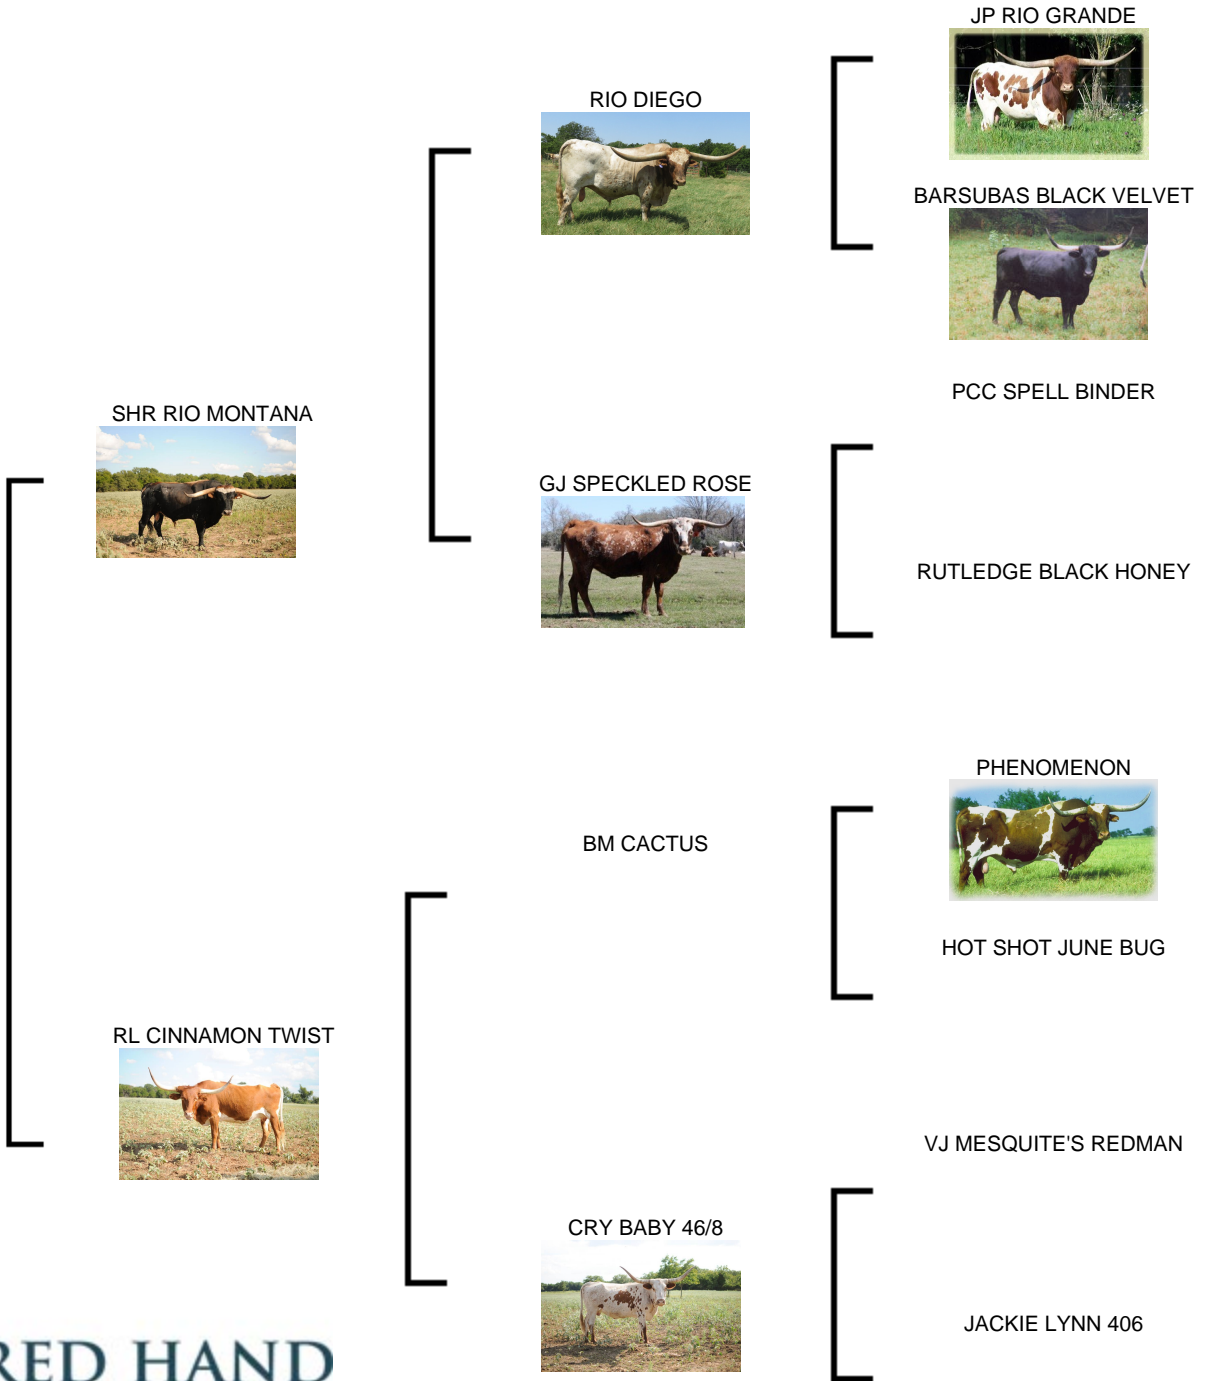 JP RIO GRANDE
RIO DIEGO
BARSUBAS BLACK VELVET
PCC SPELL BINDER
SHR RIO MONTANA
GJ SPECKLED ROSE
RUTLEDGE BLACK HONEY
PHENOMENON
BM CACTUS
HOT SHOT JUNE BUG
RL CINNAMON TWIST
VJ MESQUITE'S REDMAN
CRY BABY 46/8
JACKIE LYNN 406
RED HAND